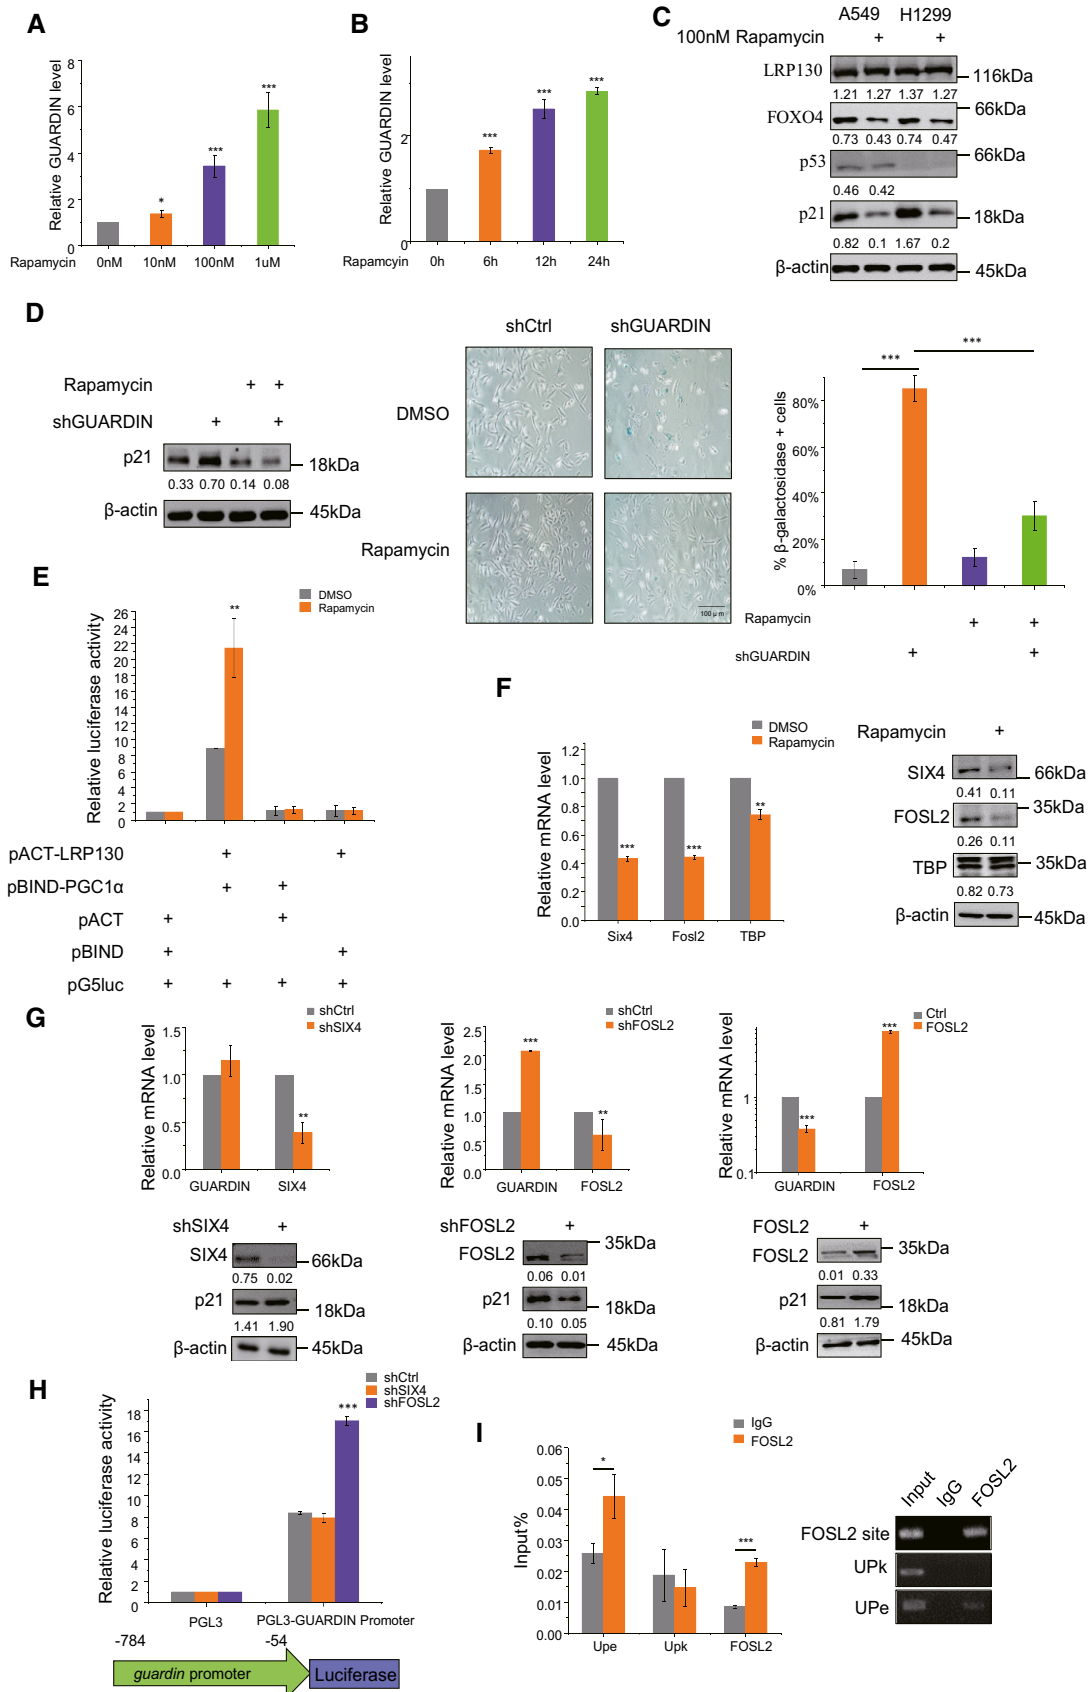 A
Relative GUARDIN level
8
6
4
2
0
***
***
*
Rapamycin 0nM 10nM 100nM 1uM
B
Relative GUARDIN level
2
0
***
***
***
Rapamcyin 0h 6h 12h 24h
C
A549 H1299
100nM Rapamycin + +
LRP130 116kDa
1.21 1.27 1.37 1.27
FOXO4 66kDa
0.73 0.43 0.74 0.47
p53 66kDa
0.46 0.42
p21 18kDa
0.82 0.1 1.67 0.2
β-actin 45kDa
D
Rapamycin + +
shGUARDIN + +
p21 18kDa
0.33 0.70 0.14 0.08
β-actin 45kDa
shCtrl shGUARDIN
DMSO
Rapamycin
100 μm
% β-galactosidase + cells
80%
60%
40%
20%
0%
*** ***
Rapamycin + +
shGUARDIN + +
E
DMSO
Rapamycin
Relative luciferase activity
26
22
20
18
16
14
12
10
8
6
4
2
0
**
pACT-LRP130 + +
pBIND-PGC1α + +
pACT + +
pBIND + +
pG5luc + + + +
F
DMSO
Rapamycin
Relative mRNA level
1.2
1.0
0.8
0.6
0.4
0.2
0.0
*** *** **
Six4 Fosl2 TBP
Rapamycin +
SIX4 66kDa
0.41 0.11
FOSL2 35kDa
0.26 0.11
TBP 35kDa
0.82 0.73
β-actin 45kDa
G
shCtrl
shSIX4
Relative mRNA level
1.5
1.0
0.5
0.0
**
GUARDIN SIX4
shCtrl
shFOSL2
Relative mRNA level
2.5
2.0
1.5
1.0
0.5
0.0
*** **
GUARDIN FOSL2
Ctrl
FOSL2
Relative mRNA level
1
0.1
*** ***
GUARDIN FOSL2
shSIX4 +
SIX4 66kDa
0.75 0.02
p21 18kDa
1.41 1.90
β-actin 45kDa
shFOSL2 +
FOSL2 35kDa
0.06 0.01
p21 18kDa
0.10 0.05
β-actin 45kDa
FOSL2 +
FOSL2 35kDa
0.01 0.33
p21 18kDa
0.81 1.79
β-actin 45kDa
H
shCtrl
shSIX4
shFOSL2
Relative luciferase activity
18
16
14
12
10
8
6
4
2
0
***
PGL3 PGL3-GUARDIN Promoter
-784 -54
guardin promoter Luciferase
I
IgG
FOSL2
Input%
0.06
0.05
0.04
0.03
0.02
0.01
0.00
* ***
Upe Upk FOSL2
Input IgG FOSL2
FOSL2 site
UPk
UPe